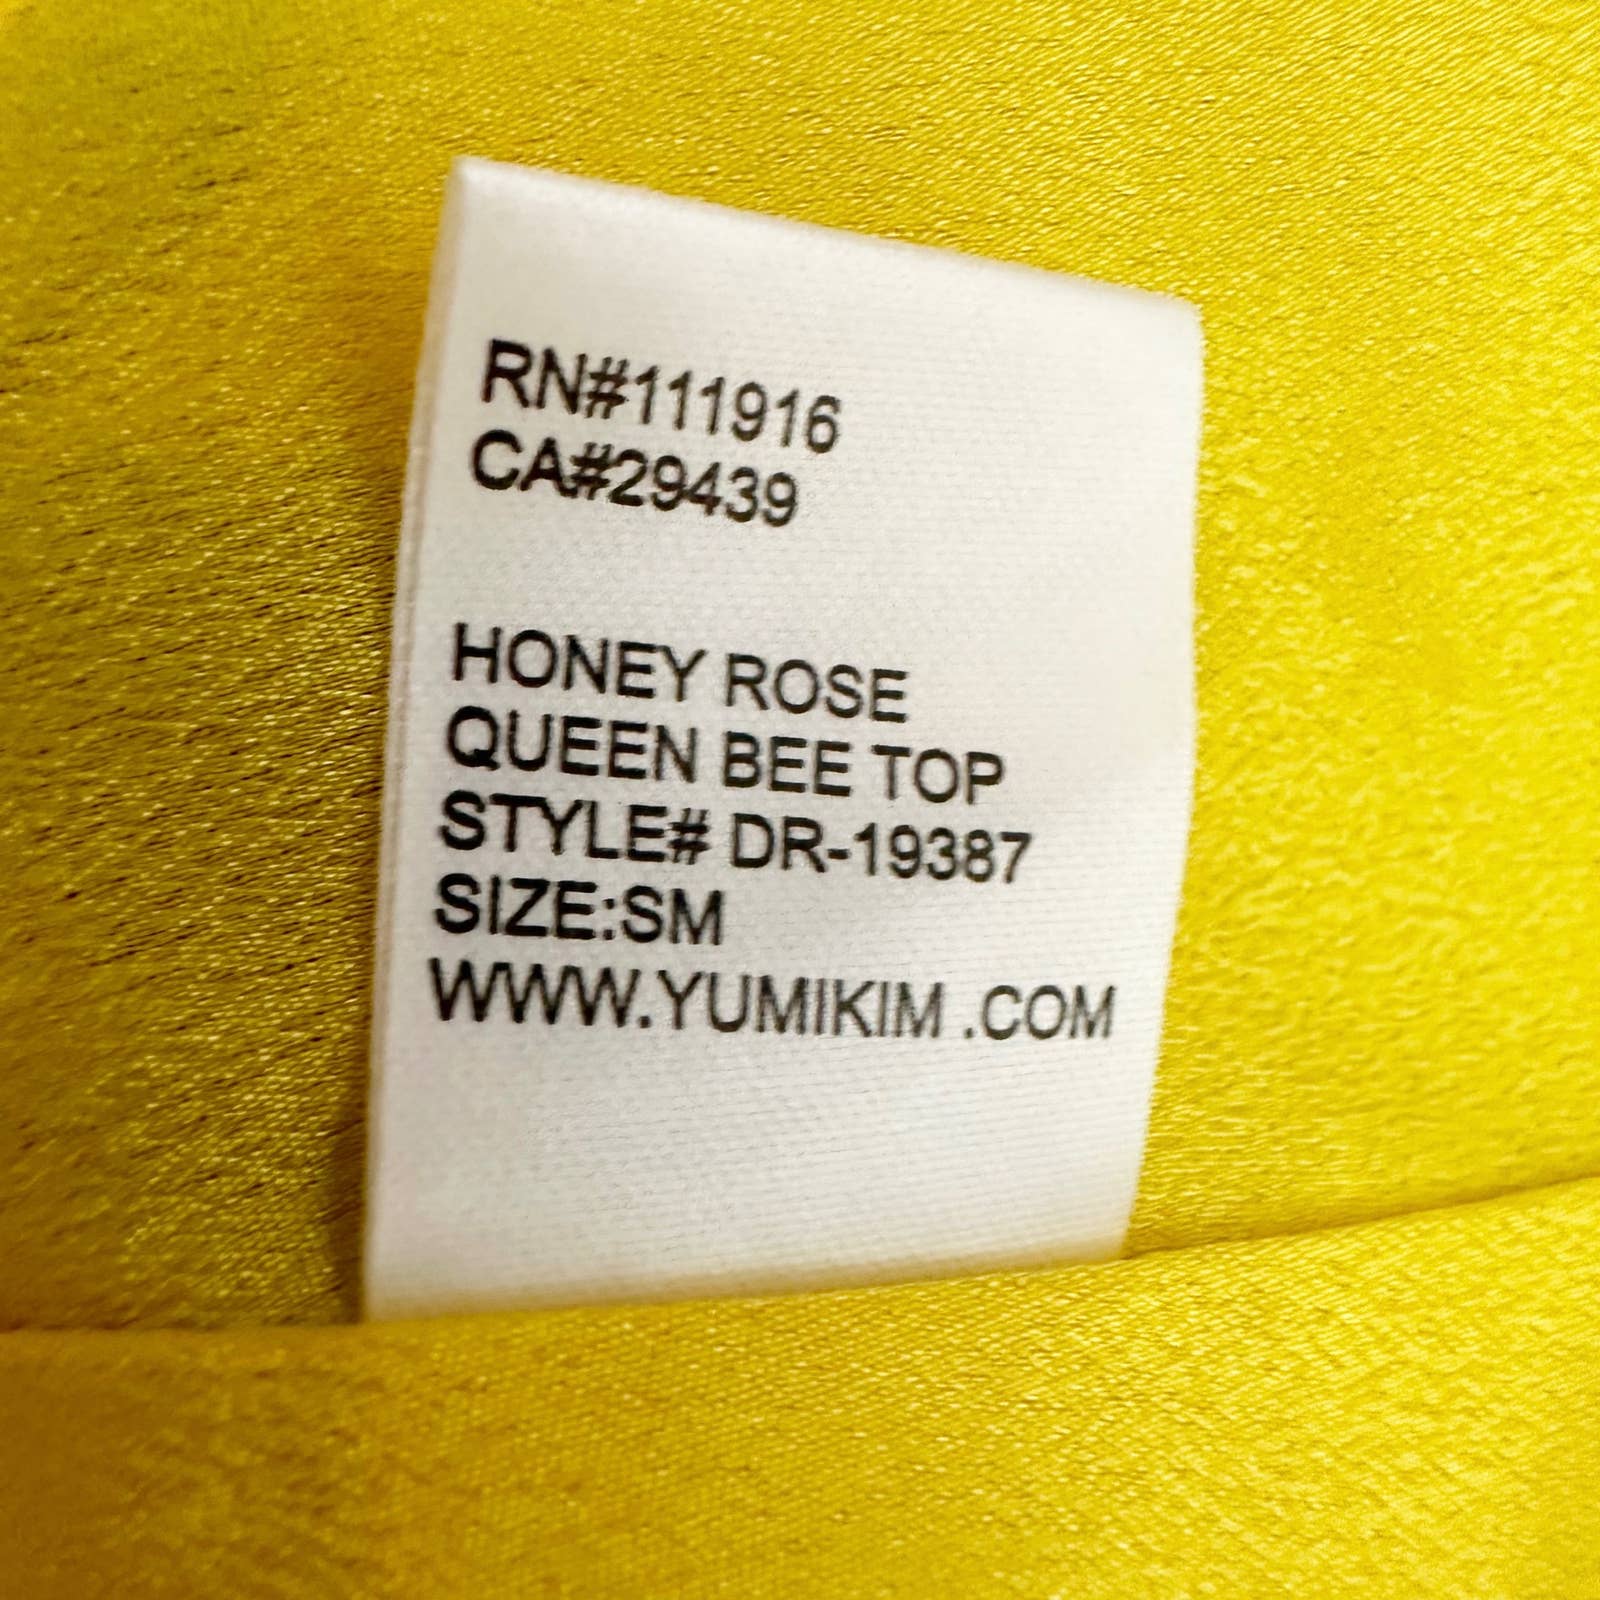 RN#111916
CA#29439
HONEY ROSE
QUEEN BEE TOP
STYLE# DR-19387
SIZE:SM
WWW.YUMIKIM .COM